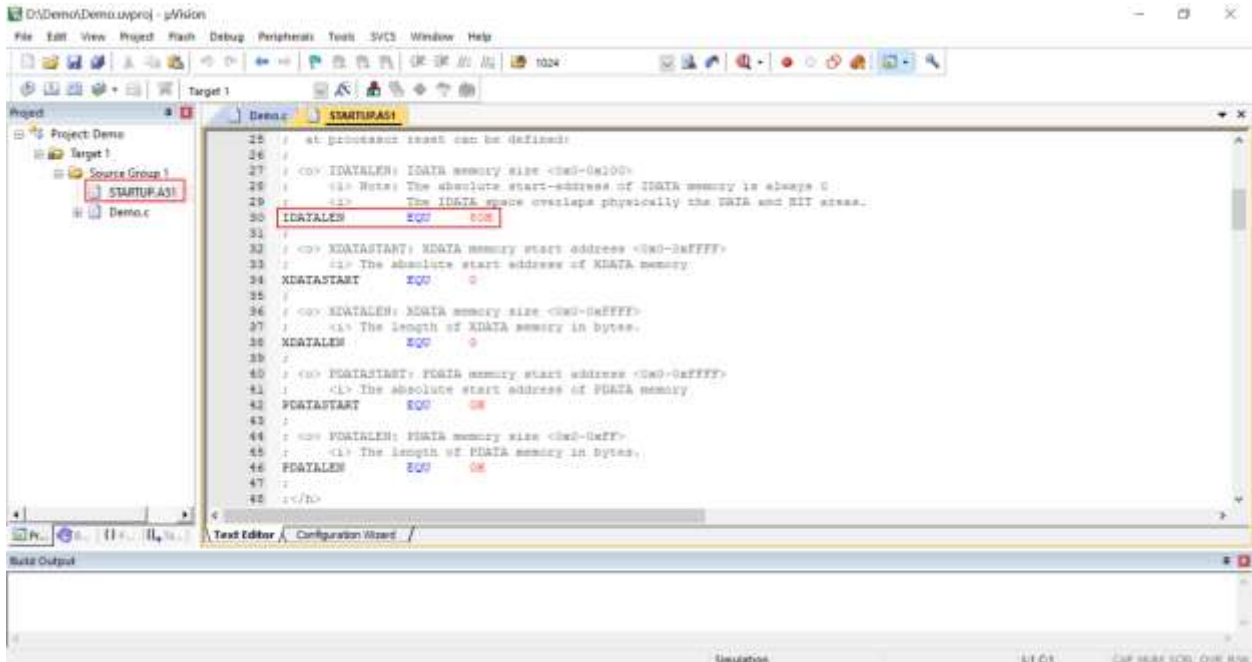 D:\Demo\Demo.uvproj - µVision
File Edit View Project Flash Debug Peripherals Tools SVCS Window Help
1024
Target 1
Project
Demo.c STARTUP.A51
Project: Demo
Target 1
Source Group 1
STARTUP.A51
Demo.c
25 ; at processor reset can be defined:
26 ;
27 ; <o> IDATALEN: IDATA memory size <0x0-0x100>
28 ; <i> Note: The absolute start-address of IDATA memory is always 0
29 ; <i> The IDATA space overlaps physically the DATA and BIT areas.
30 IDATALEN EQU 80H
31 ;
32 ; <o> XDATASTART: XDATA memory start address <0x0-0xFFFF>
33 ; <i> The absolute start address of XDATA memory
34 XDATASTART EQU 0
35 ;
36 ; <o> XDATALEN: XDATA memory size <0x0-0xFFFF>
37 ; <i> The length of XDATA memory in bytes.
38 XDATALEN EQU 0
39 ;
40 ; <o> PDATASTART: PDATA memory start address <0x0-0xFFFF>
41 ; <i> The absolute start address of PDATA memory
42 PDATASTART EQU 0H
43 ;
44 ; <o> PDATALEN: PDATA memory size <0x0-0xFF>
45 ; <i> The length of PDATA memory in bytes.
46 PDATALEN EQU 0H
47 ;
48 ;</h>
Text Editor Configuration Wizard
Build Output
Simulation L:1 C:1 CAP NUM SCRL OVR R/W